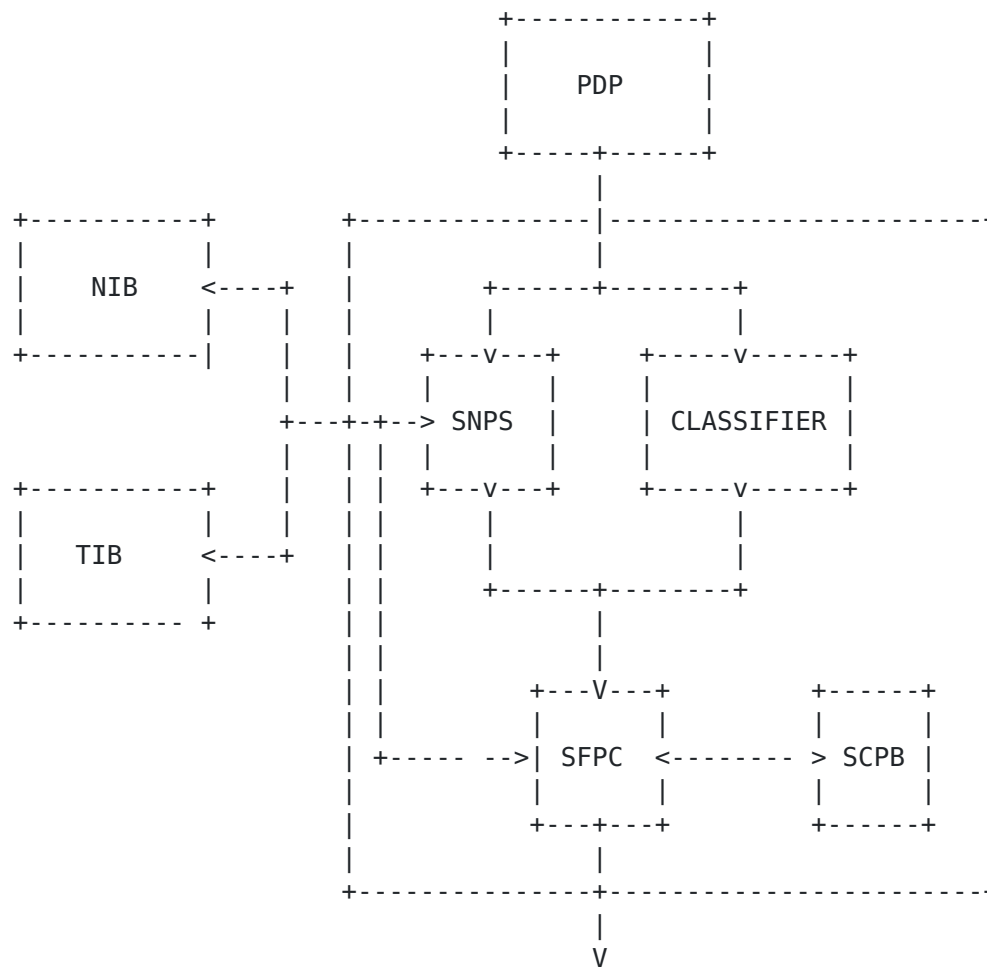 PDP
NIB
SNPS
CLASSIFIER
TIB
SFPC
SCPB
V